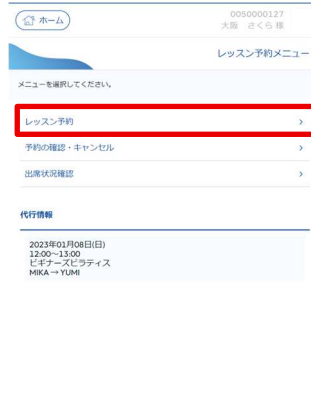 ホーム
0050000127
大阪 さくら 様
レッスン予約メニュー
メニューを選択してください。
レッスン予約
予約の確認・キャンセル
出席状況確認
代行情報
2023年01月08日(日)
12:00～13:00
ビギナーズピラティス
MIKA → YUMI